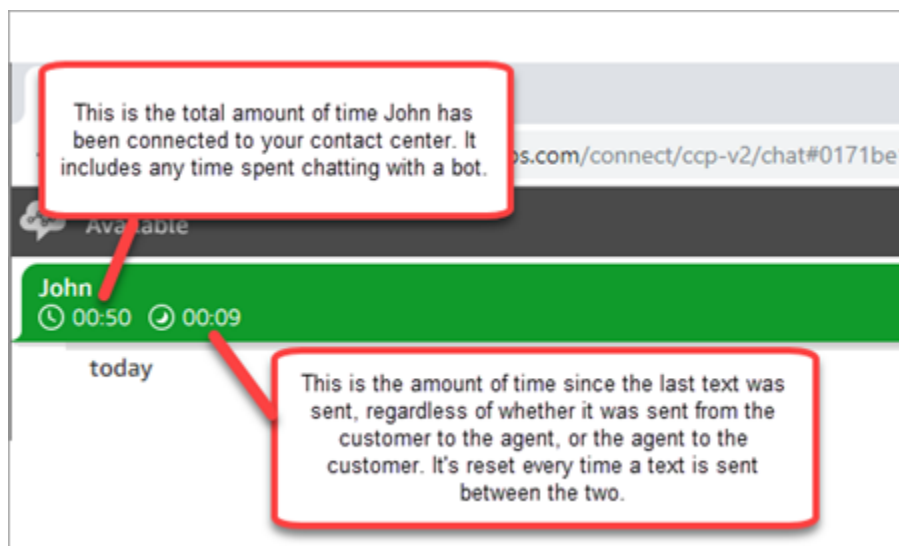 This is the total amount of time John has
been connected to your contact center. It
includes any time spent chatting with a bot.
s.com/connect/ccp-v2/chat#0171be
Available
John
00:50 00:09
today
This is the amount of time since the last text was
sent, regardless of whether it was sent from the
customer to the agent, or the agent to the
customer. It's reset every time a text is sent
between the two.